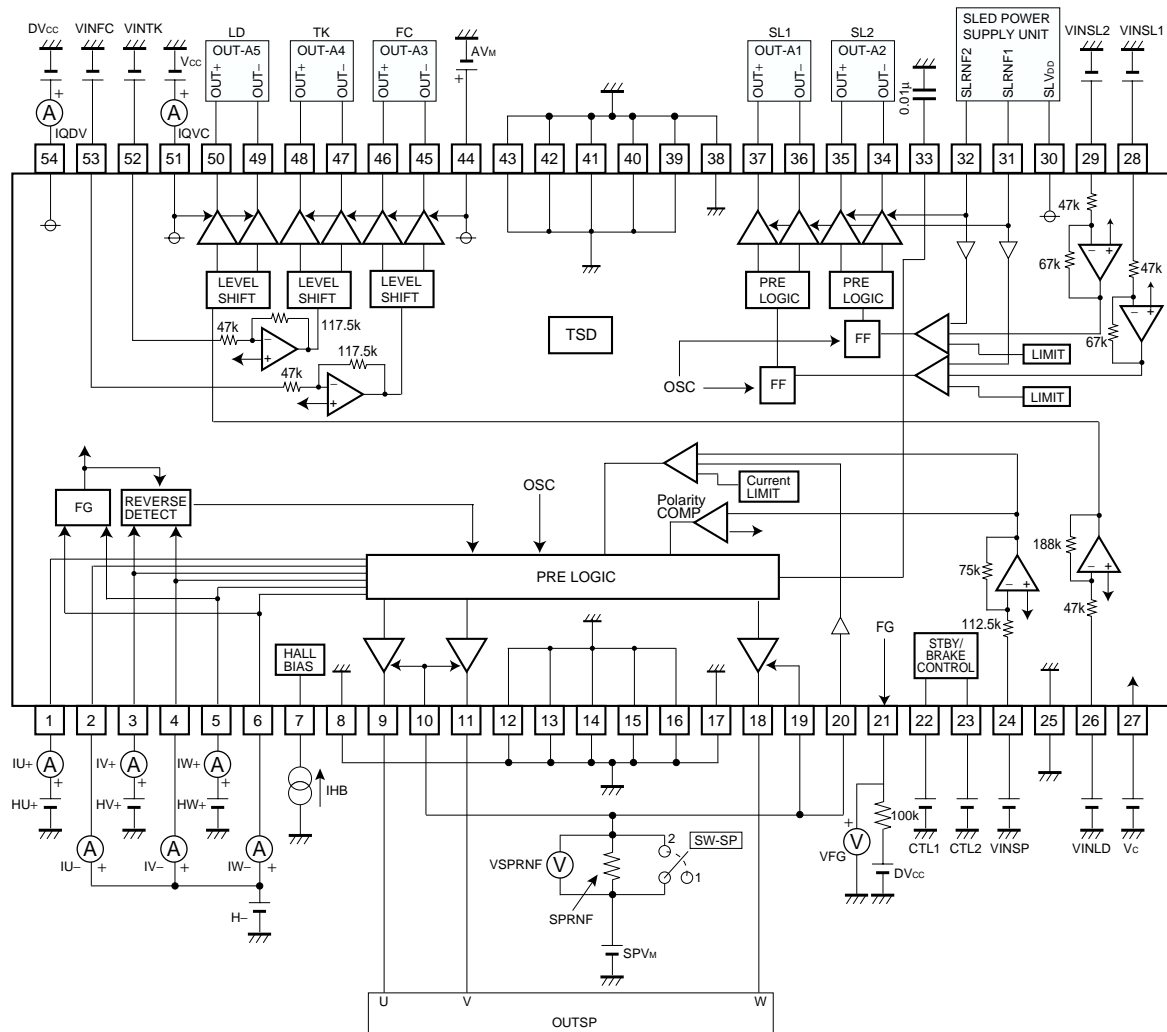 DVCC VINFC VINTK
VCC
LD
OUT-A5
OUT+ OUT−
TK
OUT-A4
OUT+ OUT−
FC
OUT-A3
OUT+ OUT−
AVM
+
SL1
OUT-A1
OUT+ OUT−
SL2
OUT-A2
OUT+ OUT−
0.01µ
SLED POWER
SUPPLY UNIT
SLRNF2 SLRNF1 SLVDD
VINSL2 VINSL1
+ A IQDV
+ A IQVC
54 53 52 51 50 49 48 47 46 45 44 43 42 41 40 39 38 37 36 35 34 33 32 31 30 29 28
47k
67k
− +
47k
67k
− +
LEVEL
SHIFT
LEVEL
SHIFT
LEVEL
SHIFT
PRE
LOGIC
PRE
LOGIC
47k
117.5k
−
+
47k
117.5k
−
+
TSD
FF
LIMIT
OSC
FF
LIMIT
FG
REVERSE
DETECT
OSC
Current
LIMIT
Polarity
COMP
PRE LOGIC
75k
− +
112.5k
188k
− +
47k
HALL
BIAS
FG
STBY/
BRAKE
CONTROL
1 2 3 4 5 6 7 8 9 10 11 12 13 14 15 16 17 18 19 20 21 22 23 24 25 26 27
IU+ A +
HU+
IV+ A +
HV+
IW+ A +
HW+
IHB
IU− A +
IV− A +
IW− A +
H−
VSPRNF V
SPRNF
2
SW-SP
1
SPVM
+ V
VFG
100k
DVCC
CTL1 CTL2 VINSP
VINLD VC
U V W
OUTSP